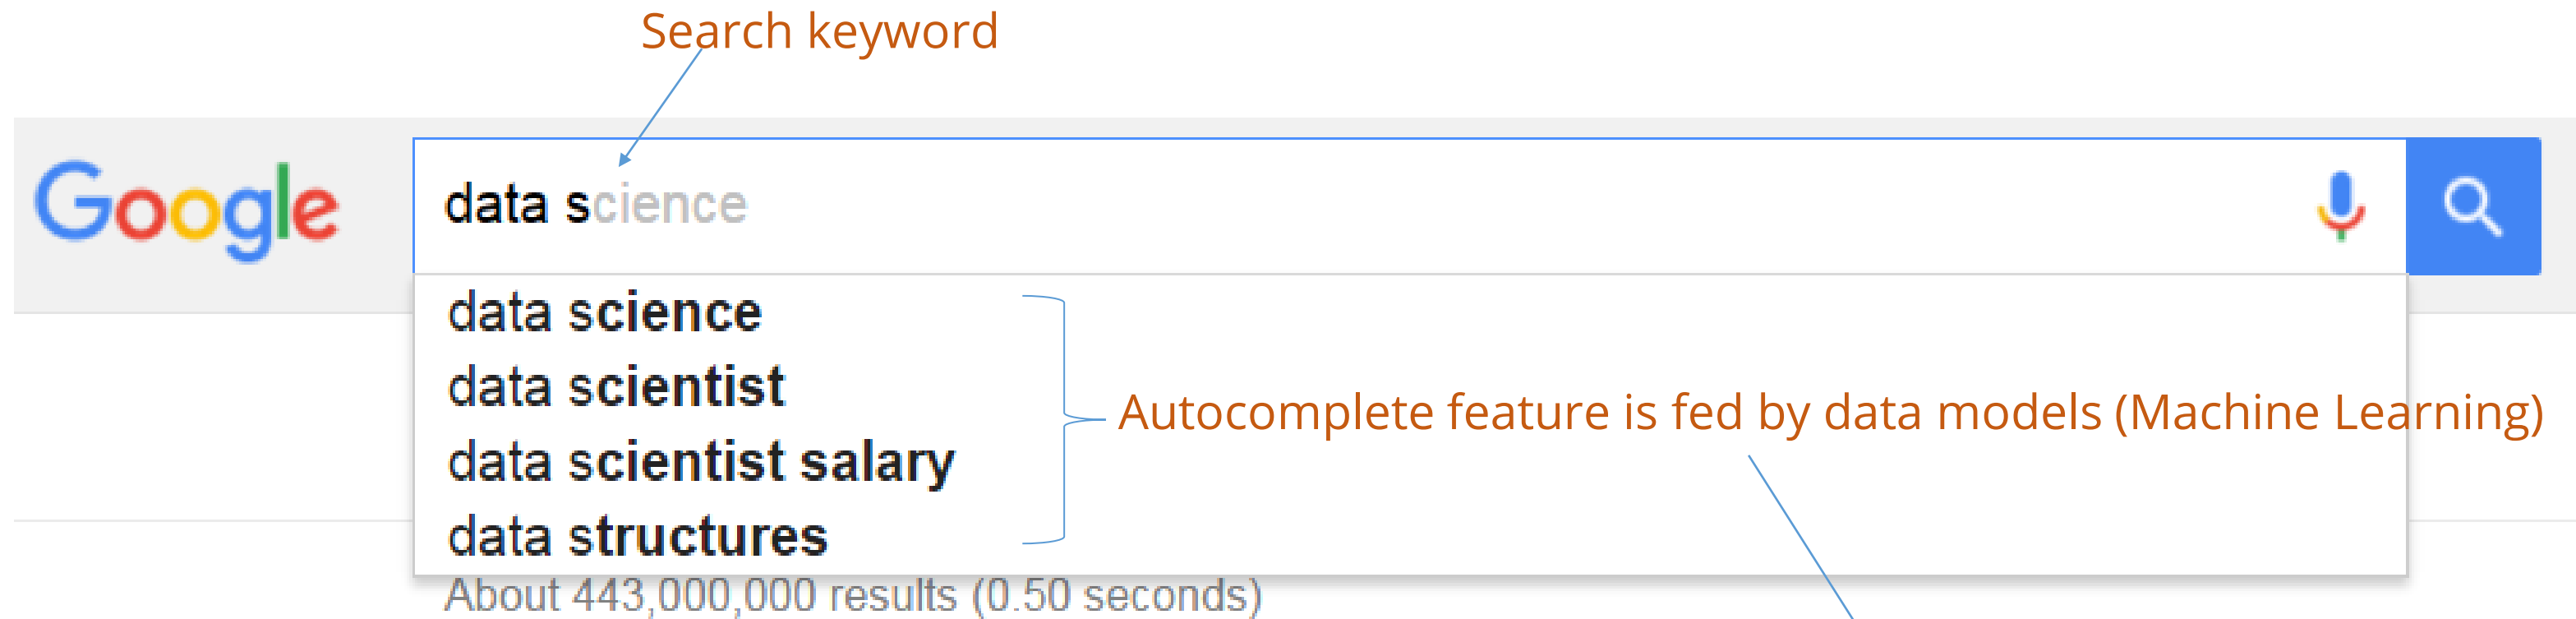 Search keyword
Google
data science
data science
data scientist
data scientist salary
data structures
Autocomplete feature is fed by data models (Machine Learning)
About 443,000,000 results (0.50 seconds)